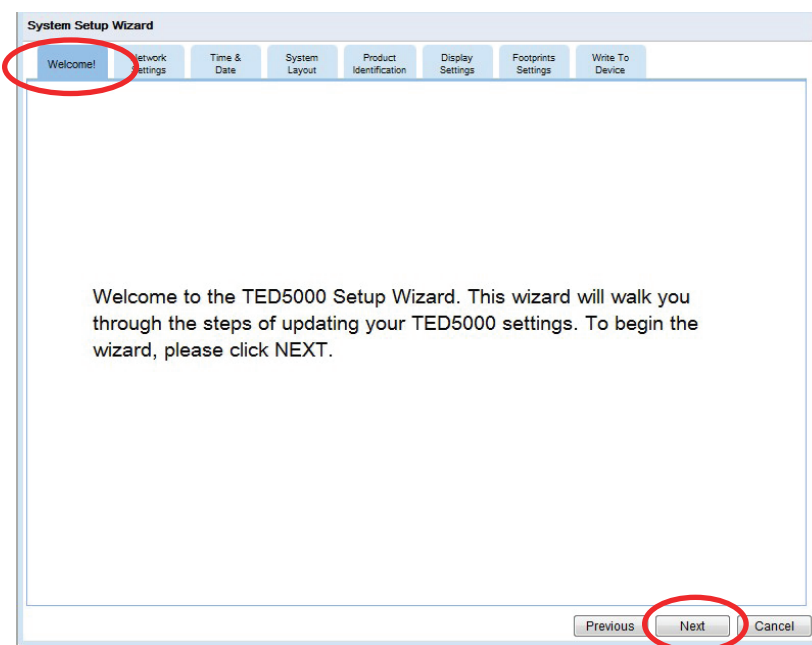 System Setup Wizard
Welcome!
Network
Settings
Time &
Date
System
Layout
Product
Identification
Display
Settings
Footprints
Settings
Write To
Device
Welcome to the TED5000 Setup Wizard. This wizard will walk you
through the steps of updating your TED5000 settings. To begin the
wizard, please click NEXT.
Previous
Next
Cancel